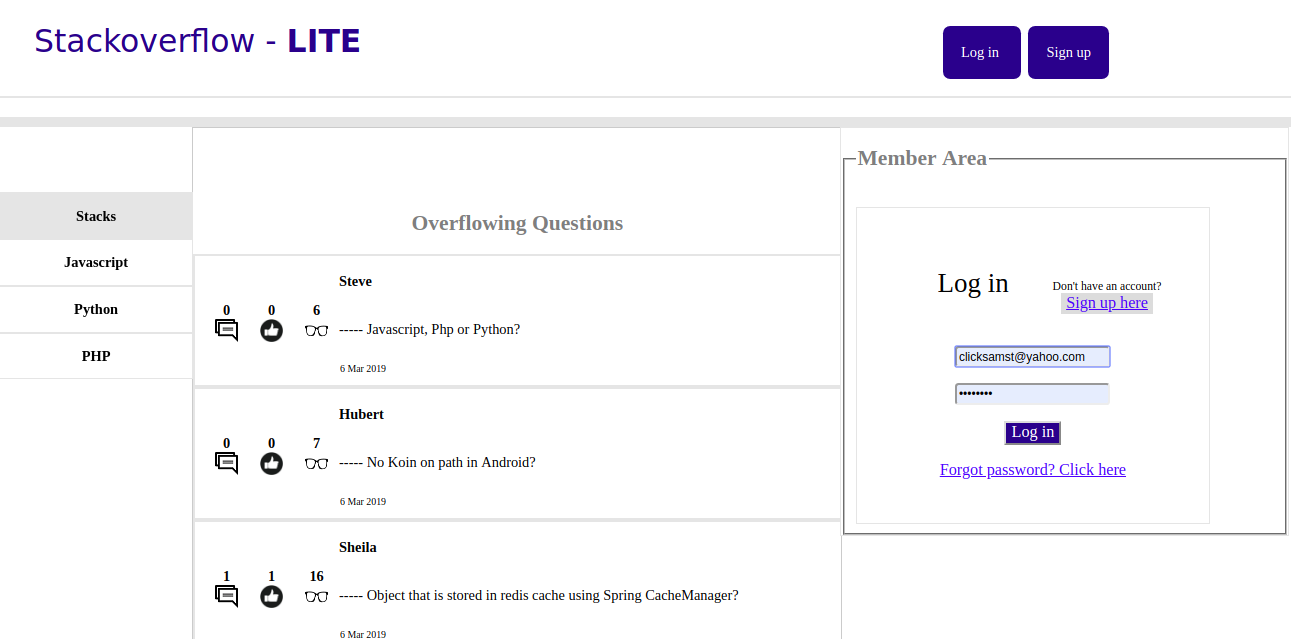 Stackoverflow - LITE
Log in
Sign up
Stacks
Javascript
Python
PHP
Overflowing Questions
Steve
0 0 6
----- Javascript, Php or Python?
6 Mar 2019
Hubert
0 0 7
----- No Koin on path in Android?
6 Mar 2019
Sheila
1 1 16
----- Object that is stored in redis cache using Spring CacheManager?
6 Mar 2019
Member Area
Log in
Don't have an account?
Sign up here
clicksamst@yahoo.com
••••••••
Log in
Forgot password? Click here